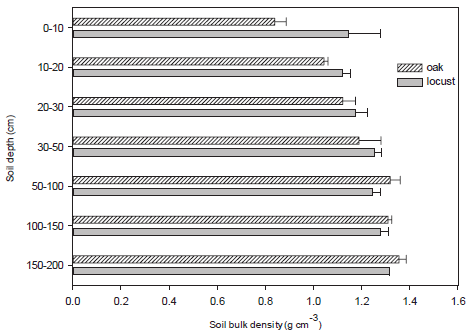 0-10
10-20
20-30
30-50
50-100
100-150
150-200
Soil depth (cm)
oak
locust
0.0 0.2 0.4 0.6 0.8 1.0 1.2 1.4 1.6
Soil bulk density (g cm⁻³)